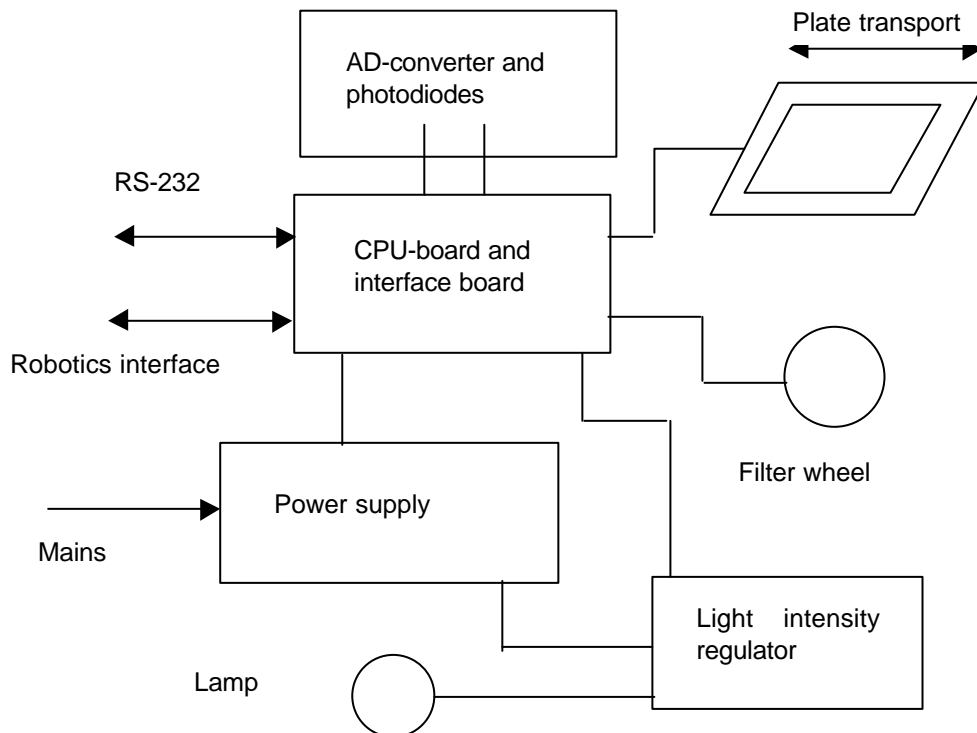 Plate transport
AD-converter and
photodiodes
RS-232
CPU-board and
interface board
Robotics interface
Filter wheel
Power supply
Mains
Light intensity
regulator
Lamp